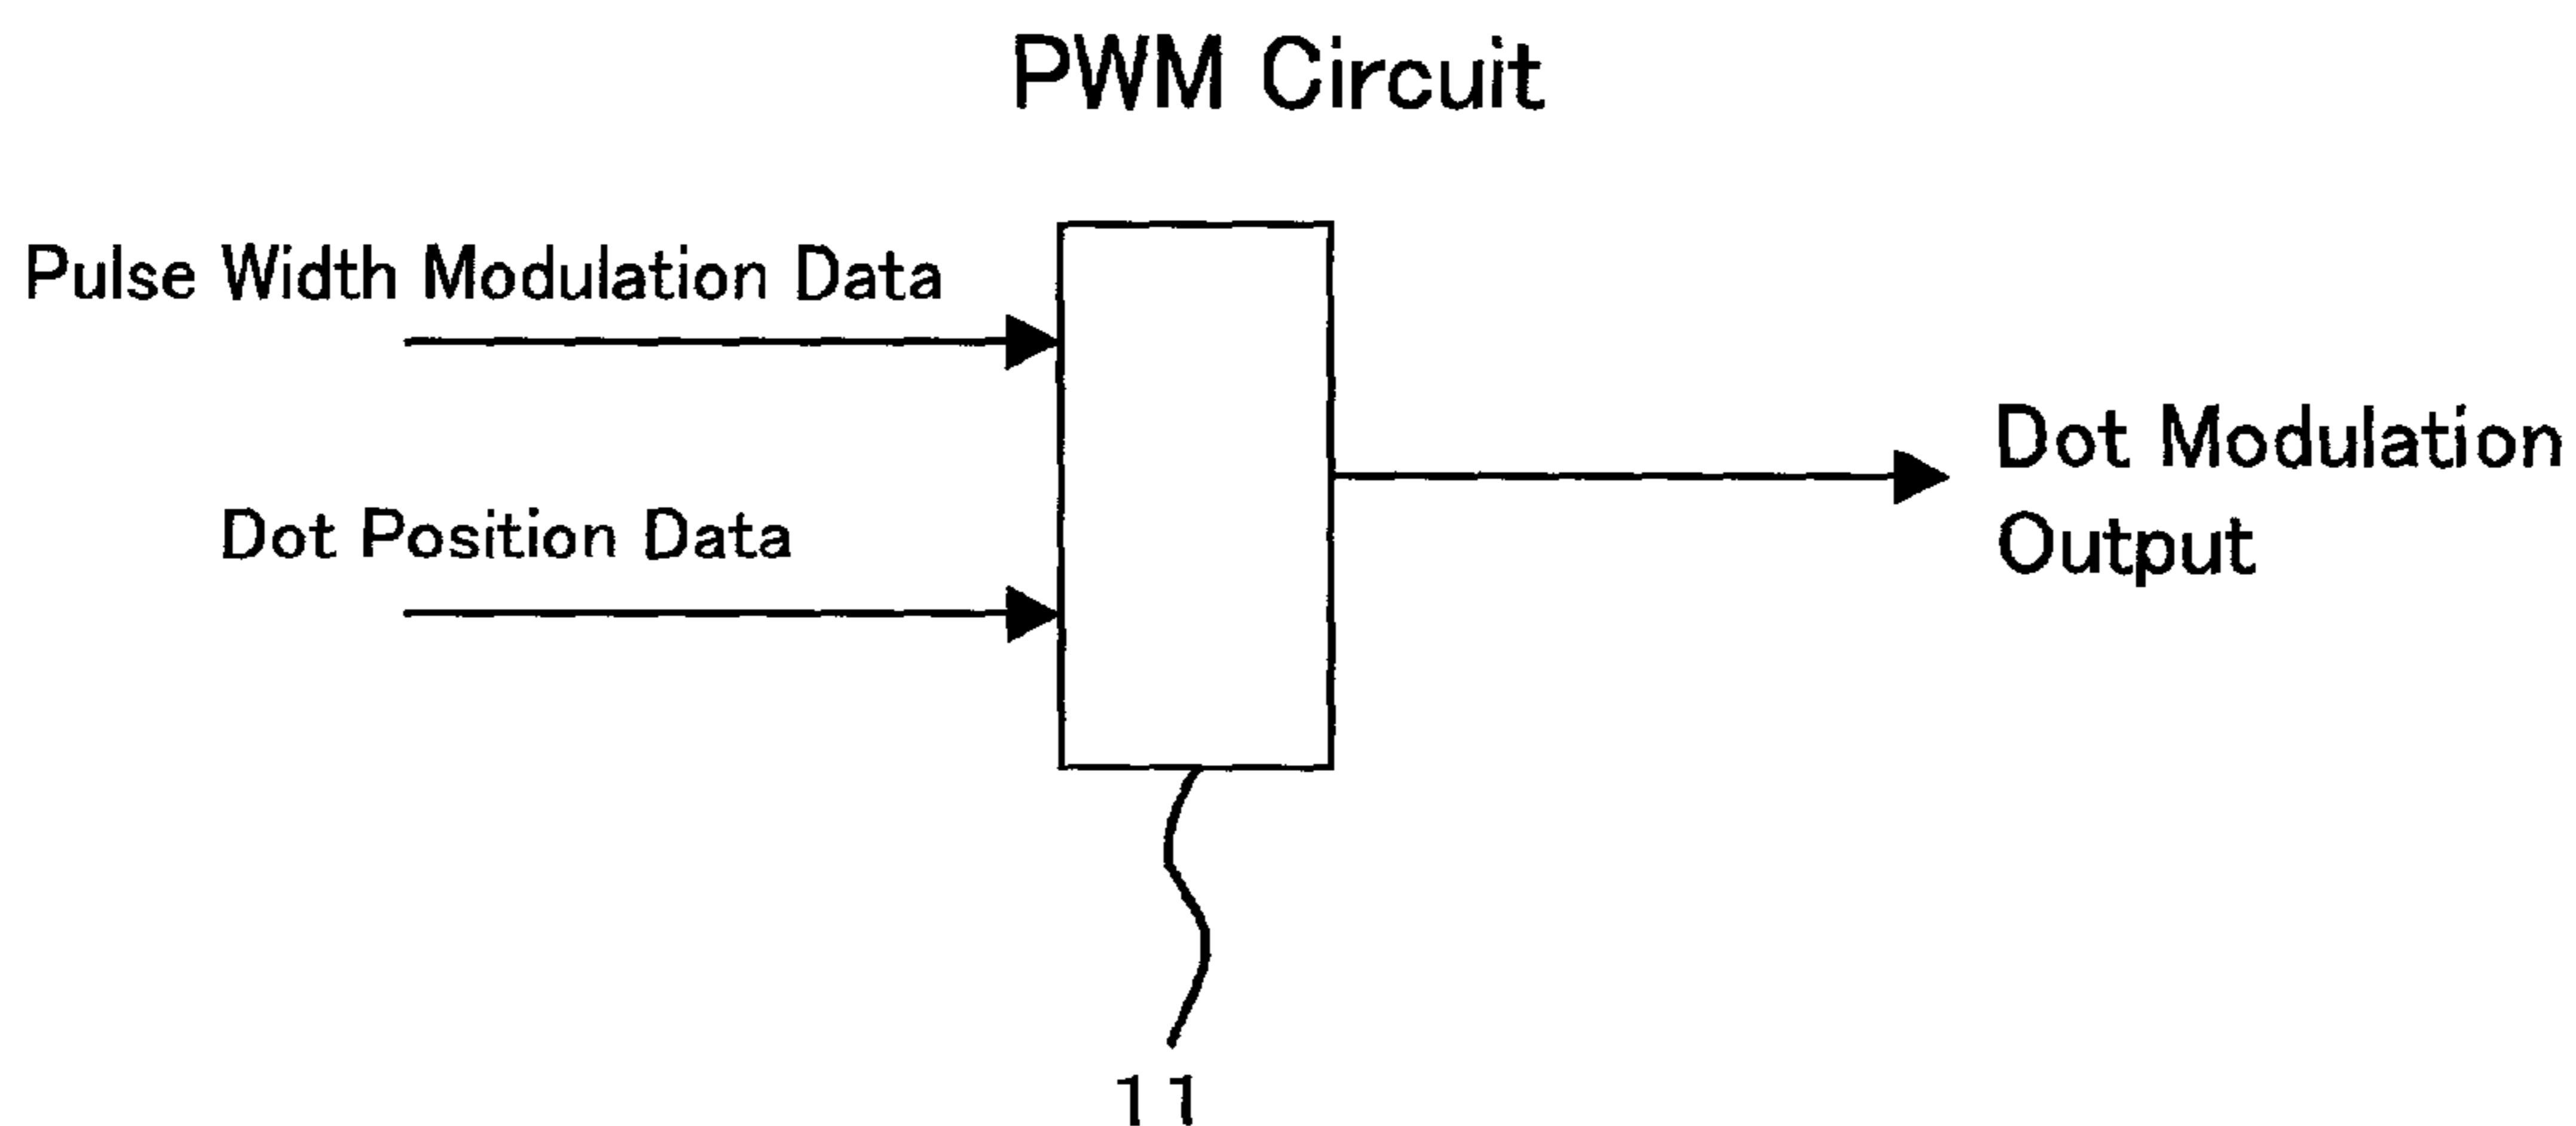 PWM Circuit
Pulse Width Modulation Data
Dot Position Data
Dot Modulation
Output
11